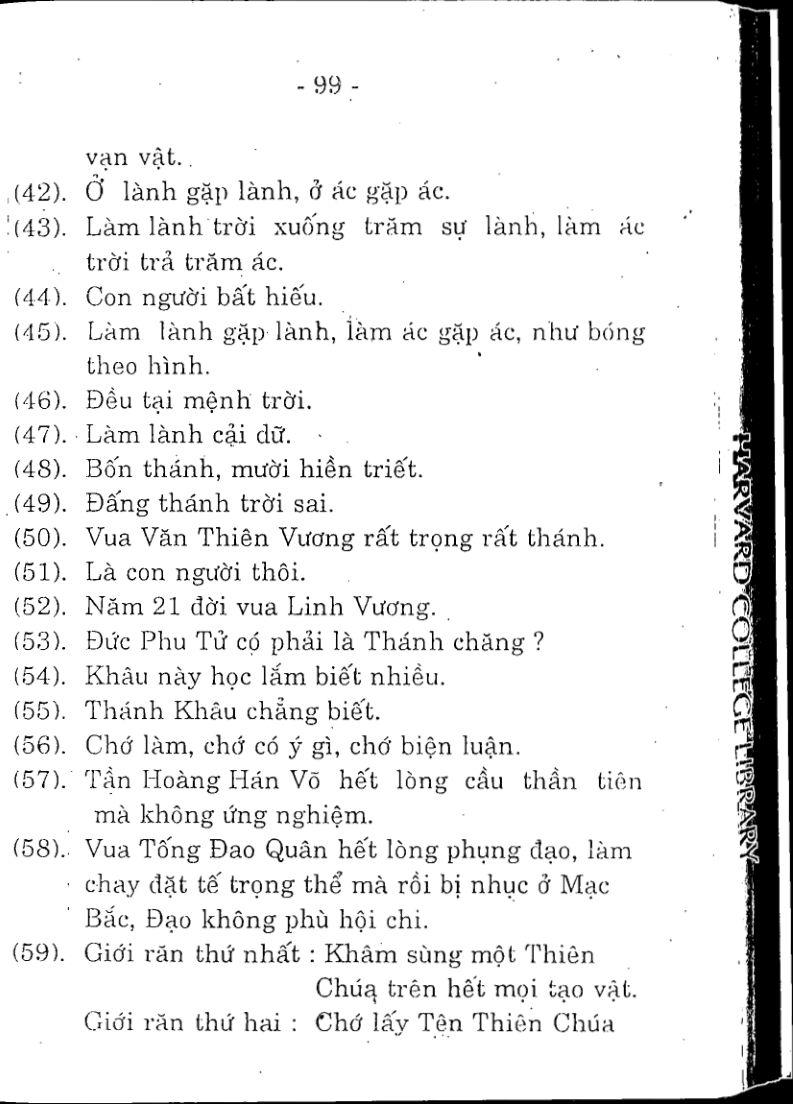 - 99 -
vạn vật.
(42). Ở lành gặp lành, ở ác gặp ác.
(43). Làm lành trời xuống trăm sự lành, làm ác
trời trả trăm ác.
(44). Con người bất hiếu.
(45). Làm lành gặp lành, làm ác gặp ác, như bóng
theo hình.
(46). Đều tại mệnh trời.
(47). Làm lành cải dữ.
(48). Bốn thánh, mười hiền triết.
(49). Đấng thánh trời sai.
(50). Vua Văn Thiên Vương rất trọng rất thánh.
(51). Là con người thôi.
(52). Năm 21 đời vua Linh Vương.
(53). Đức Phu Tử có phải là Thánh chăng ?
(54). Khâu này học lắm biết nhiều.
(55). Thánh Khâu chẳng biết.
(56). Chớ làm, chớ có ý gì, chớ biện luận.
(57). Tần Hoàng Hán Võ hết lòng cầu thần tiên
mà không ứng nghiệm.
(58). Vua Tống Đao Quân hết lòng phụng đạo, làm
chay đặt tế trọng thể mà rồi bị nhục ở Mạc
Bắc, Đạo không phù hội chi.
(59). Giới răn thứ nhất : Khâm sùng một Thiên
Chúa trên hết mọi tạo vật.
Giới răn thứ hai : Chớ lấy Tên Thiên Chúa
HARVARD COLLEGE LIBRARY